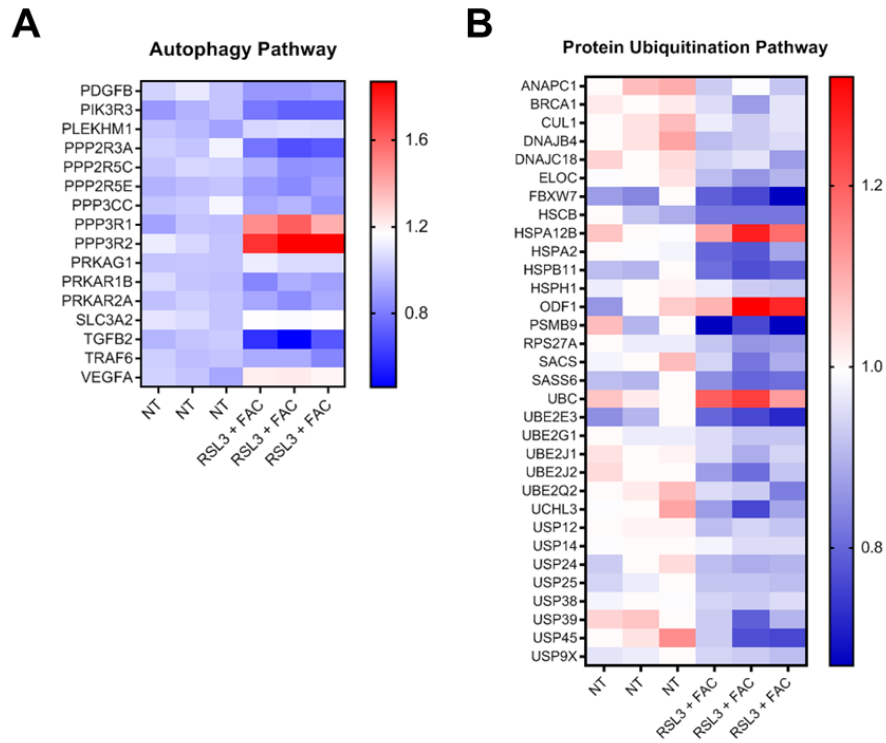 A
Autophagy Pathway
PDGFB
PIK3R3
PLEKHM1
PPP2R3A
PPP2R5C
PPP2R5E
PPP3CC
PPP3R1
PPP3R2
PRKAG1
PRKAR1B
PRKAR2A
SLC3A2
TGFB2
TRAF6
VEGFA
1.6
1.2
0.8
NT
NT
NT
RSL3 + FAC
RSL3 + FAC
RSL3 + FAC
B
Protein Ubiquitination Pathway
ANAPC1
BRCA1
CUL1
DNAJB4
DNAJC18
ELOC
FBXW7
HSCB
HSPA12B
HSPA2
HSPB11
HSPH1
ODF1
PSMB9
RPS27A
SACS
SASS6
UBC
UBE2E3
UBE2G1
UBE2J1
UBE2J2
UBE2Q2
UCHL3
USP12
USP14
USP24
USP25
USP38
USP39
USP45
USP9X
1.2
1.0
0.8
NT
NT
NT
RSL3 + FAC
RSL3 + FAC
RSL3 + FAC